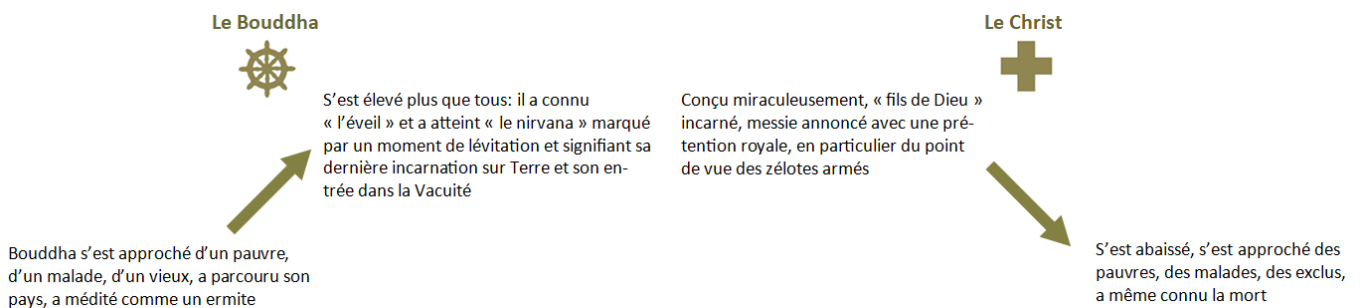 Le Bouddha
S’est élevé plus que tous: il a connu
« l’éveil » et a atteint « le nirvana » marqué
par un moment de lévitation et signifiant sa
dernière incarnation sur Terre et son en-
trée dans la Vacuité
Bouddha s’est approché d’un pauvre,
d’un malade, d’un vieux, a parcouru son
pays, a médité comme un ermite
Le Christ
Conçu miraculeusement, « fils de Dieu »
incarné, messie annoncé avec une pré-
tention royale, en particulier du point
de vue des zélotes armés
S’est abaissé, s’est approché des
pauvres, des malades, des exclus,
a même connu la mort